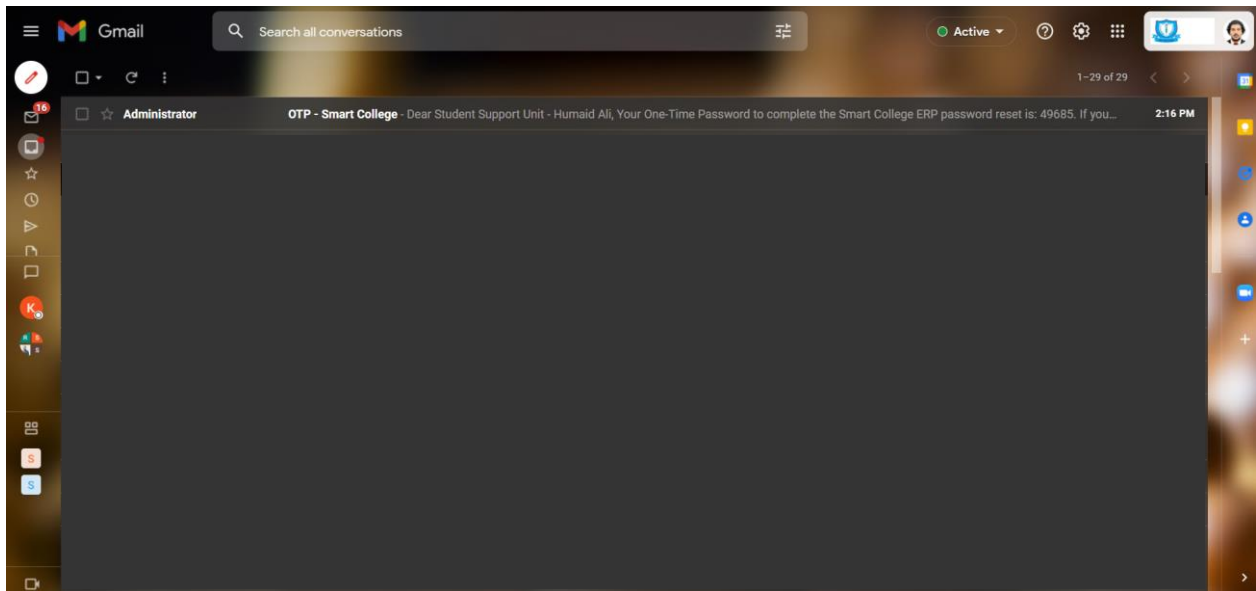 Gmail
Search all conversations
Active
1–29 of 29
16
Administrator OTP - Smart College - Dear Student Support Unit - Humaid Ali, Your One-Time Password to complete the Smart College ERP password reset is: 49685. If you... 2:16 PM
31
K
S
S
S